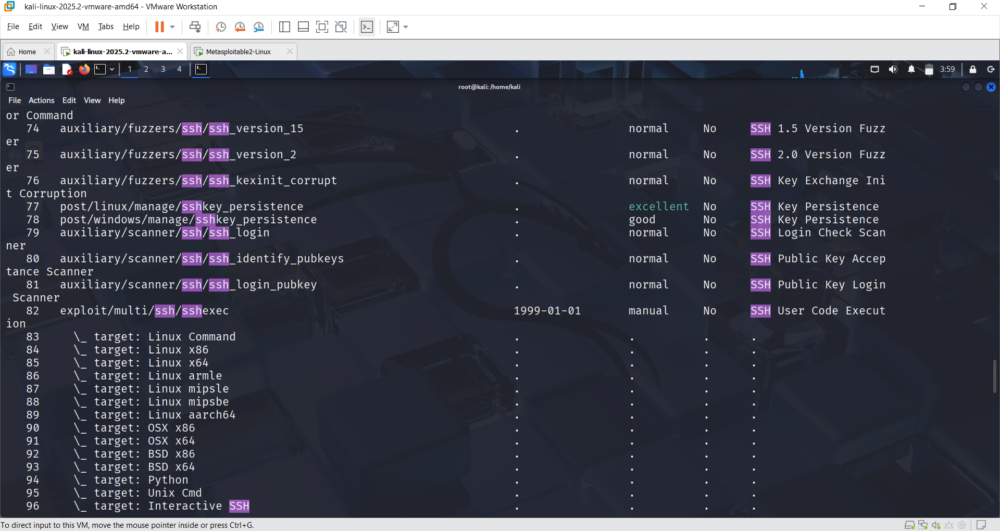 kali-linux-2025.2-vmware-amd64 - VMware Workstation
File Edit View VM Tabs Help
Home kali-linux-2025.2-vmware-a... Metasploitable2-Linux
1 2 3 4 3:59
root@kali: /home/kali
File Actions Edit View Help
or Command
74 auxiliary/fuzzers/ssh/ssh_version_15 . normal No SSH 1.5 Version Fuzz
er
75 auxiliary/fuzzers/ssh/ssh_version_2 . normal No SSH 2.0 Version Fuzz
er
76 auxiliary/fuzzers/ssh/ssh_kexinit_corrupt . normal No SSH Key Exchange Ini
t Corruption
77 post/linux/manage/sshkey_persistence . excellent No SSH Key Persistence
78 post/windows/manage/sshkey_persistence . good No SSH Key Persistence
79 auxiliary/scanner/ssh/ssh_login . normal No SSH Login Check Scan
ner
80 auxiliary/scanner/ssh/ssh_identify_pubkeys . normal No SSH Public Key Accep
tance Scanner
81 auxiliary/scanner/ssh/ssh_login_pubkey . normal No SSH Public Key Login
Scanner
82 exploit/multi/ssh/sshexec 1999-01-01 manual No SSH User Code Execut
ion
83 \_ target: Linux Command . . . .
84 \_ target: Linux x86 . . . .
85 \_ target: Linux x64 . . . .
86 \_ target: Linux armle . . . .
87 \_ target: Linux mipsle . . . .
88 \_ target: Linux mipsbe . . . .
89 \_ target: Linux aarch64 . . . .
90 \_ target: OSX x86 . . . .
91 \_ target: OSX x64 . . . .
92 \_ target: BSD x86 . . . .
93 \_ target: BSD x64 . . . .
94 \_ target: Python . . . .
95 \_ target: Unix Cmd . . . .
96 \_ target: Interactive SSH . . . .
To direct input to this VM, move the mouse pointer inside or press Ctrl+G.